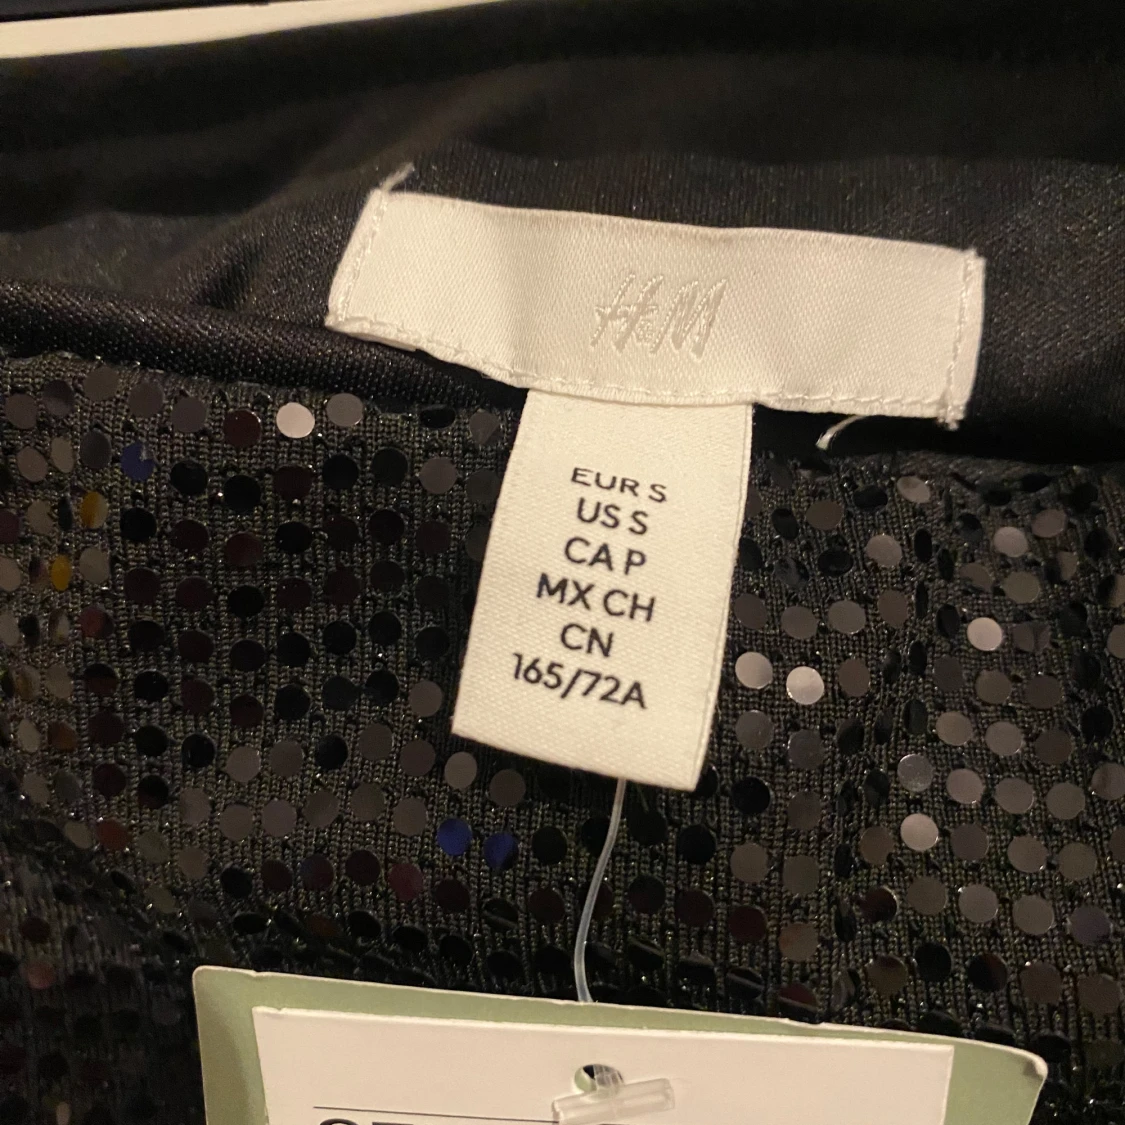 H&M
EUR S
US S
CA P
MX CH
CN
165/72A